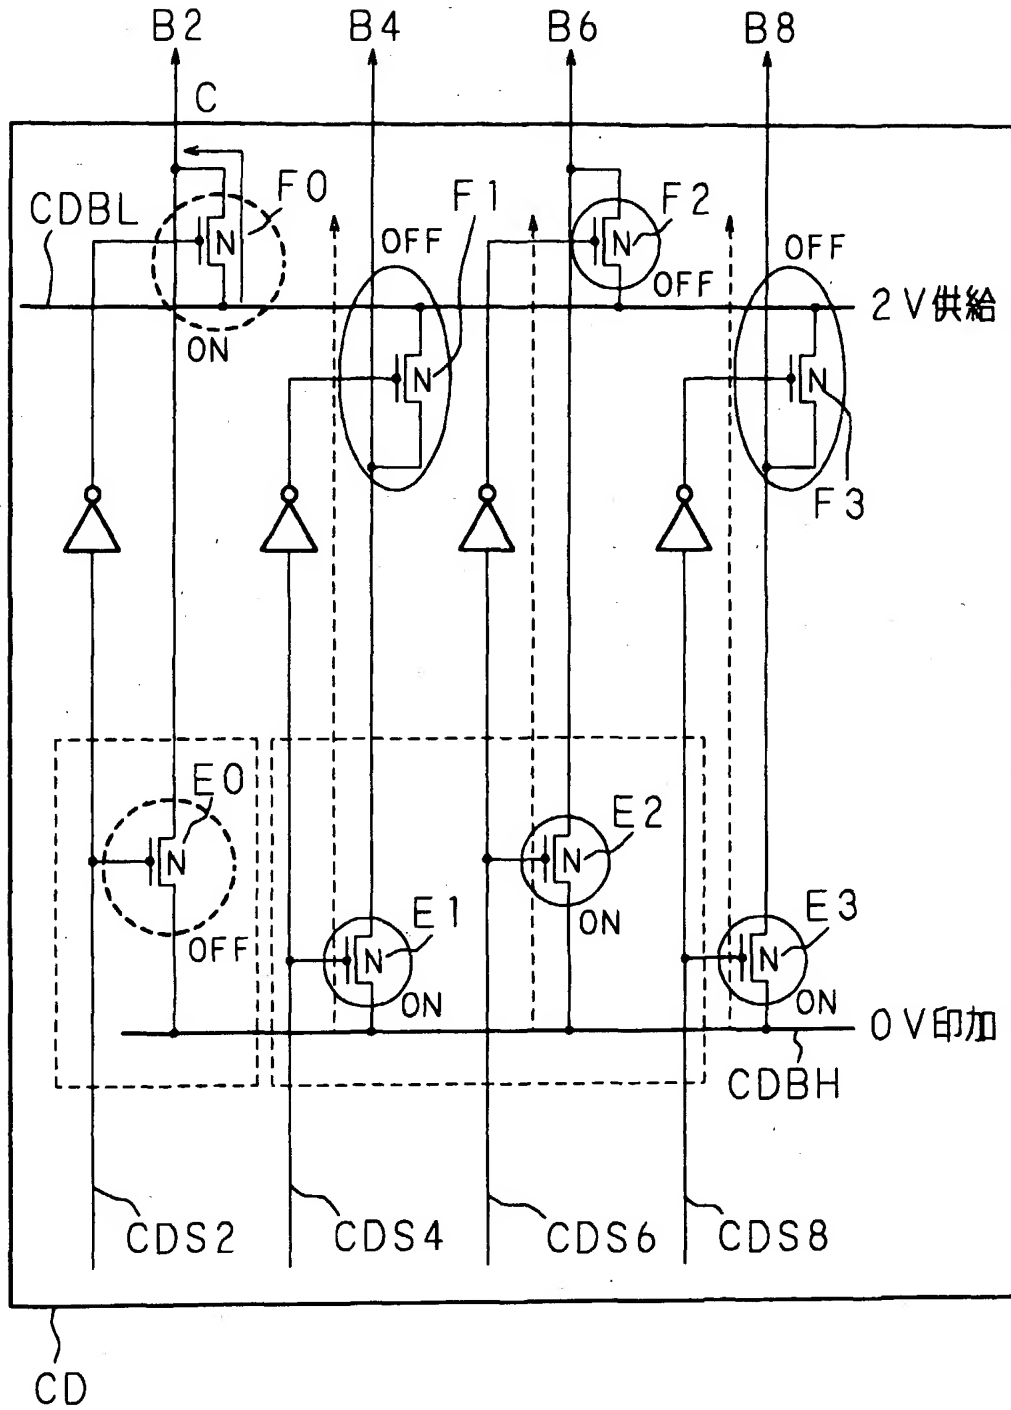 B2 B4 B6 B8
C
F0 F1 F2
CDBL OFF OFF
N N
OFF
2V供給
ON
N N
F3
E0 E2
N N
E1 ON E3
OFF
N N
ON ON
0V印加
CDBH
CDS2 CDS4 CDS6 CDS8
CD